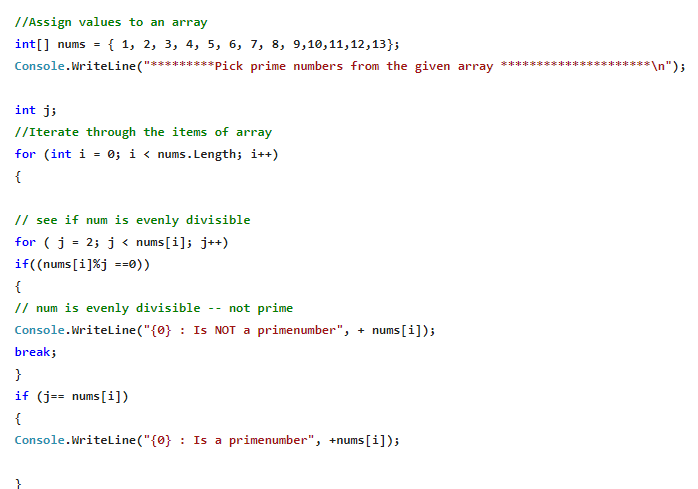 //Assign values to an array
int[] nums = { 1, 2, 3, 4, 5, 6, 7, 8, 9,10,11,12,13};
Console.WriteLine("*********Pick prime numbers from the given array *********************\n");
int j;
//Iterate through the items of array
for (int i = 0; i < nums.Length; i++)
{
// see if num is evenly divisible
for ( j = 2; j < nums[i]; j++)
if((nums[i]%j ==0))
{
// num is evenly divisible -- not prime
Console.WriteLine("{0} : Is NOT a primenumber", + nums[i]);
break;
}
if (j== nums[i])
{
Console.WriteLine("{0} : Is a primenumber", +nums[i]);
}